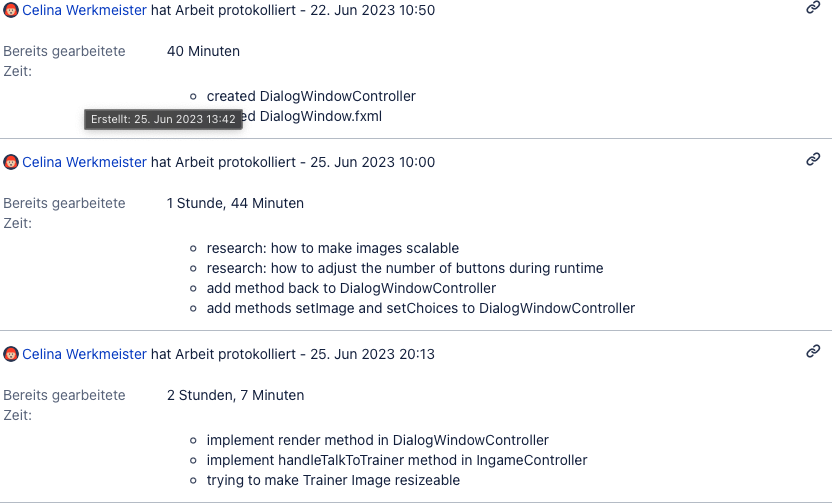 Celina Werkmeister hat Arbeit protokolliert - 22. Jun 2023 10:50
Bereits gearbeitete Zeit:
40 Minuten
created DialogWindowController
Erstellt: 25. Jun 2023 13:42
ed DialogWindow.fxml
Celina Werkmeister hat Arbeit protokolliert - 25. Jun 2023 10:00
Bereits gearbeitete Zeit:
1 Stunde, 44 Minuten
research: how to make images scalable
research: how to adjust the number of buttons during runtime
add method back to DialogWindowController
add methods setImage and setChoices to DialogWindowController
Celina Werkmeister hat Arbeit protokolliert - 25. Jun 2023 20:13
Bereits gearbeitete Zeit:
2 Stunden, 7 Minuten
implement render method in DialogWindowController
implement handleTalkToTrainer method in IngameController
trying to make Trainer Image resizeable